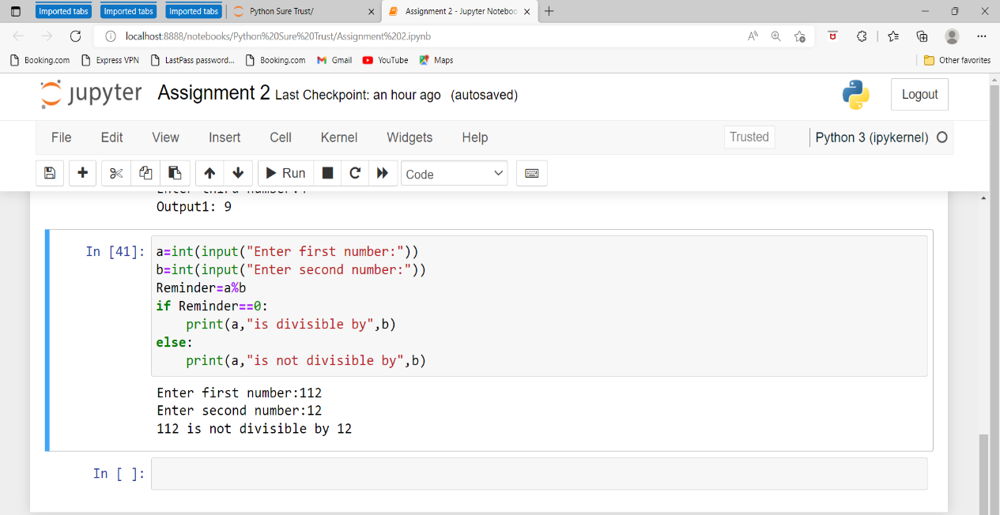 Imported tabs Imported tabs Imported tabs Python Sure Trust/ Assignment 2 - Jupyter Noteboo
localhost:8888/notebooks/Python%20Sure%20Trust/Assignment%202.ipynb
Booking.com Express VPN LastPass password... Booking.com Gmail YouTube Maps Other favorites
jupyter Assignment 2 Last Checkpoint: an hour ago (autosaved) Logout
File Edit View Insert Cell Kernel Widgets Help Trusted Python 3 (ipykernel)
Run Code
Output1: 9
In [41]: a=int(input("Enter first number:"))
b=int(input("Enter second number:"))
Reminder=a%b
if Reminder==0:
    print(a,"is divisible by",b)
else:
    print(a,"is not divisible by",b)
Enter first number:112
Enter second number:12
112 is not divisible by 12
In [ ]: